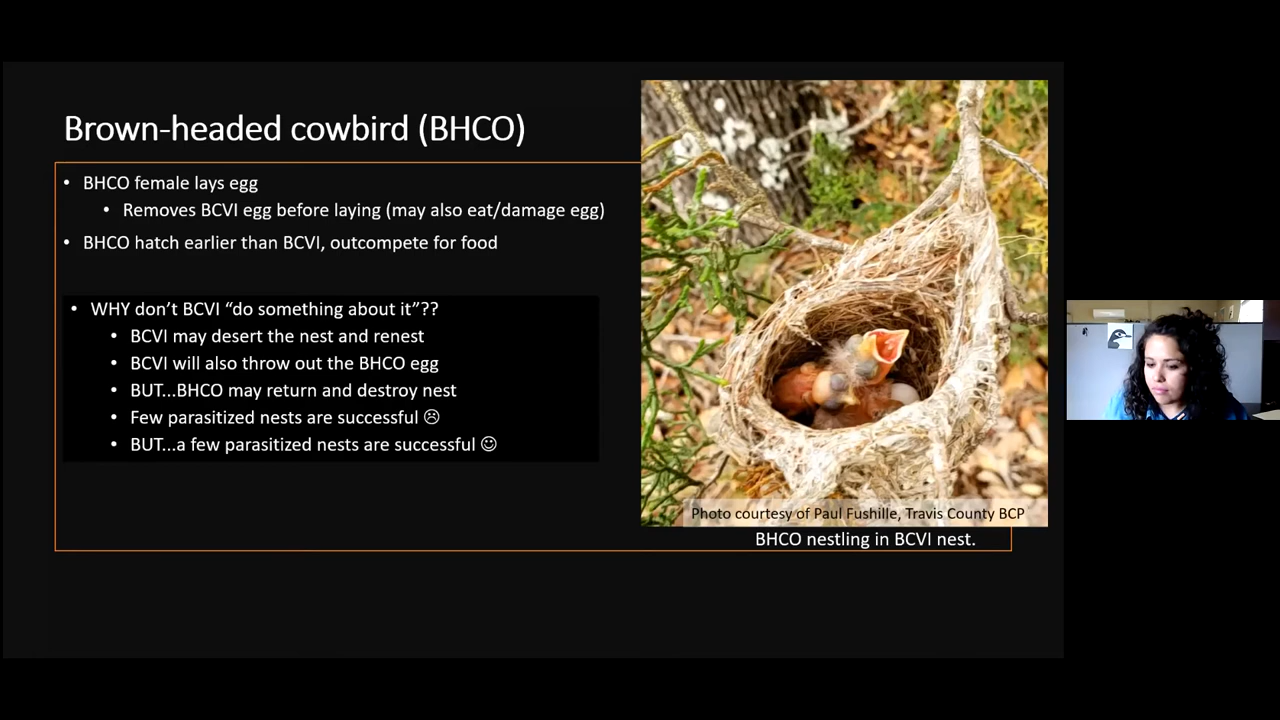 Brown-headed cowbird (BHCO)
• BHCO female lays egg
• Removes BCVI egg before laying (may also eat/damage egg)
• BHCO hatch earlier than BCVI, outcompete for food
• WHY don’t BCVI “do something about it”??
• BCVI may desert the nest and renest
• BCVI will also throw out the BHCO egg
• BUT...BHCO may return and destroy nest
• Few parasitized nests are successful ☹
• BUT...a few parasitized nests are successful ☺
Photo courtesy of Paul Fushille, Travis County BCP
BHCO nestling in BCVI nest.